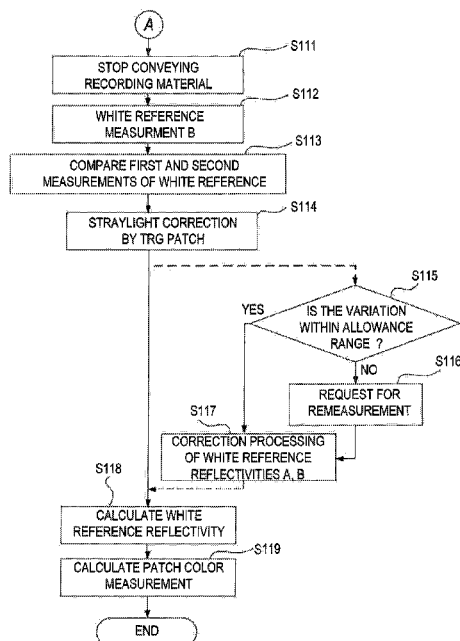 A
S111
STOP CONVEYING
RECORDING MATERIAL
S112
WHITE REFERENCE
MEASURMENT B
S113
COMPARE FIRST AND SECOND
MEASUREMENTS OF WHITE REFERENCE
S114
STRAYLIGHT CORRECTION
BY TRG PATCH
S115
YES
IS THE VARIATION
WITHIN ALLOWANCE
RANGE ?
NO
S116
REQUEST FOR
REMEASUREMENT
S117
CORRECTION PROCESSING
OF WHITE REFERENCE
REFLECTIVITIES A, B
S118
CALCULATE WHITE
REFERENCE REFLECTIVITY
S119
CALCULATE PATCH COLOR
MEASUREMENT
END